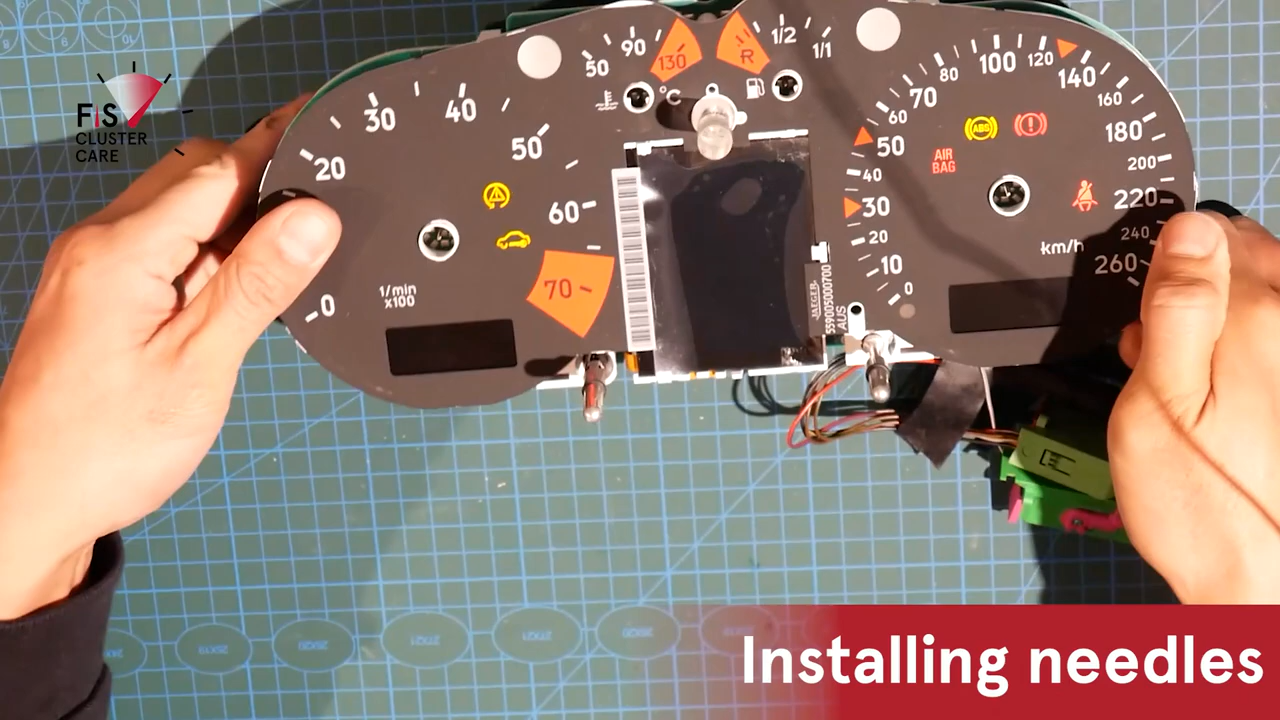 FiS
CLUSTER
CARE
0
20
30
40
50
60
70
1/min
x100
50
90
130
°C
R
1/2
1/1
0
10
20
30
40
50
60
70
80
100
120
140
160
180
200
220
240
260
km/h
ABS
AIR
BAG
JAEGER-
559005000700
AUS
Installing needles